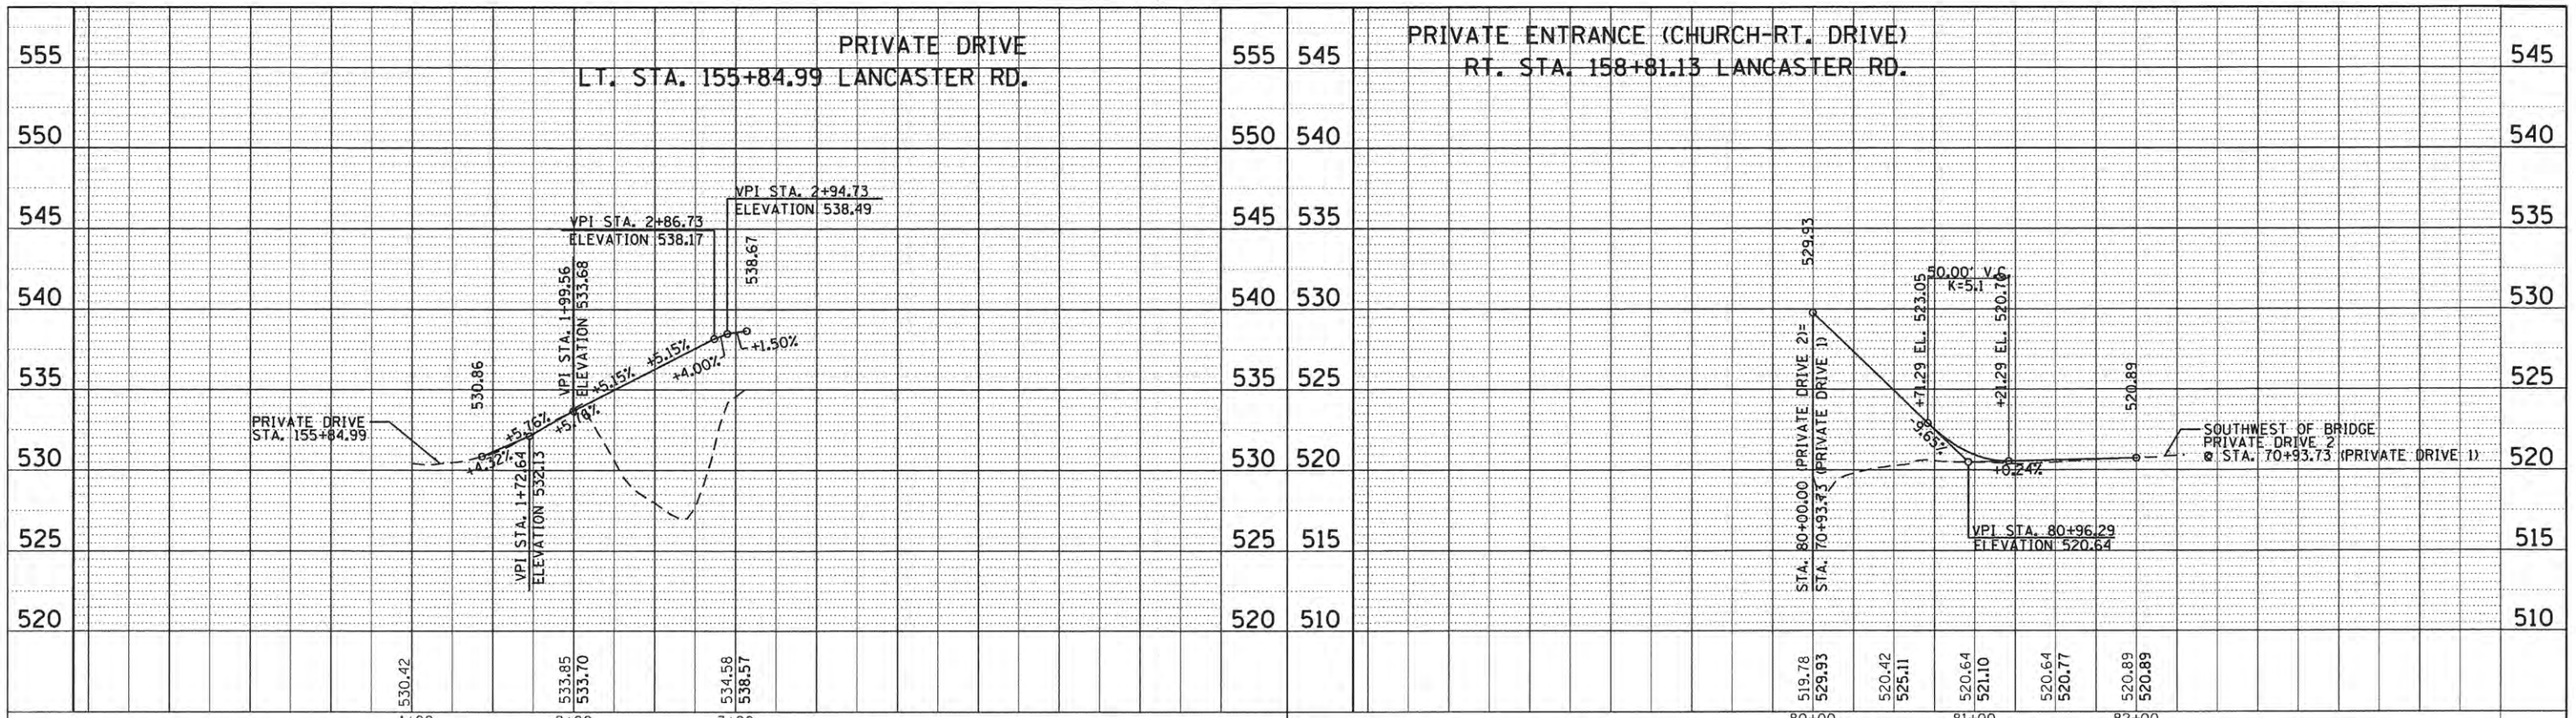 PRIVATE DRIVE
LT. STA. 155+84.99 LANCASTER RD.
555
550
545
540
535
530
525
520
VPI STA. 2+94.73
ELEVATION 538.49
VPI STA. 2+86.73
ELEVATION 538.17
538.67
VPI STA. 1+99.56
ELEVATION 533.68
530.86
PRIVATE DRIVE
STA. 155+84.99
+4.32%
+5.76%
+5.76%
+5.15%
+5.15%
+4.00%
+1.50%
VPI STA. 1+72.64
ELEVATION 532.13
530.42
533.85
533.70
534.58
538.57
2+00
555
550
545
540
535
530
525
520
PRIVATE ENTRANCE (CHURCH-RT. DRIVE)
RT. STA. 158+81.13 LANCASTER RD.
545
540
535
530
525
520
515
510
529.93
STA. 80+00.00 (PRIVATE DRIVE 2)=
STA. 70+93.73 (PRIVATE DRIVE 1)
50.00' V.C.
K=5.1
+71.29 EL. 523.05
+21.29 EL. 520.70
-9.65%
+0.24%
520.89
SOUTHWEST OF BRIDGE
PRIVATE DRIVE 2
@ STA. 70+93.73 (PRIVATE DRIVE 1)
VPI STA. 80+96.29
ELEVATION 520.64
519.78
529.93
520.42
525.11
520.64
521.10
520.64
520.77
520.89
520.89
80+00
81+00
82+00
545
540
535
530
525
520
515
510